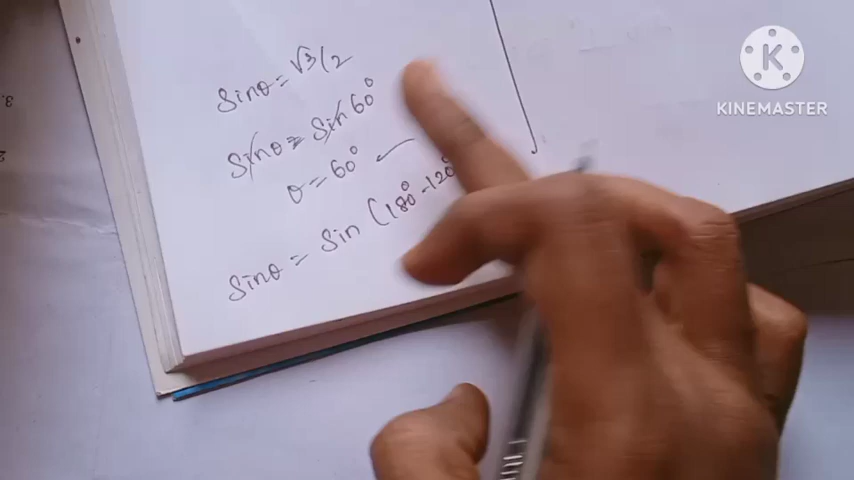 sinθ = √3/2
sinθ = sin 60°
θ = 60°
sinθ = sin (180° - 120°
KINEMASTER